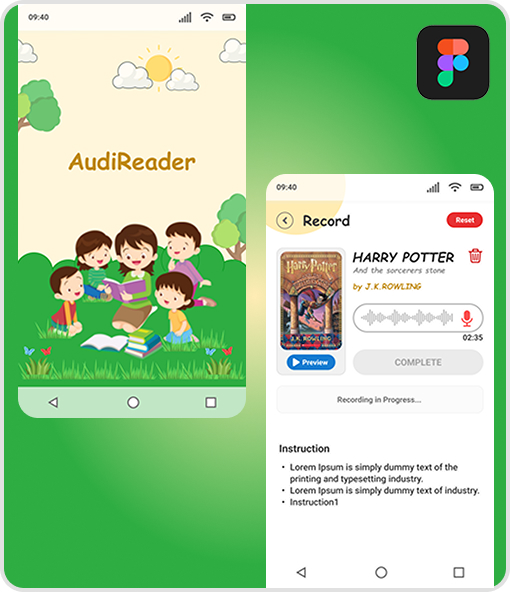 09:40
AudiReader
09:40
Record
Reset
HARRY POTTER
And the sorcerers stone
by J.K.ROWLING
Harry Potter
J.K. ROWLING
02:35
Preview
COMPLETE
Recording in Progress...
Instruction
• Lorem Ipsum is simply dummy text of the
printing and typesetting industry.
• Lorem Ipsum is simply dummy text of industry.
• Instruction1